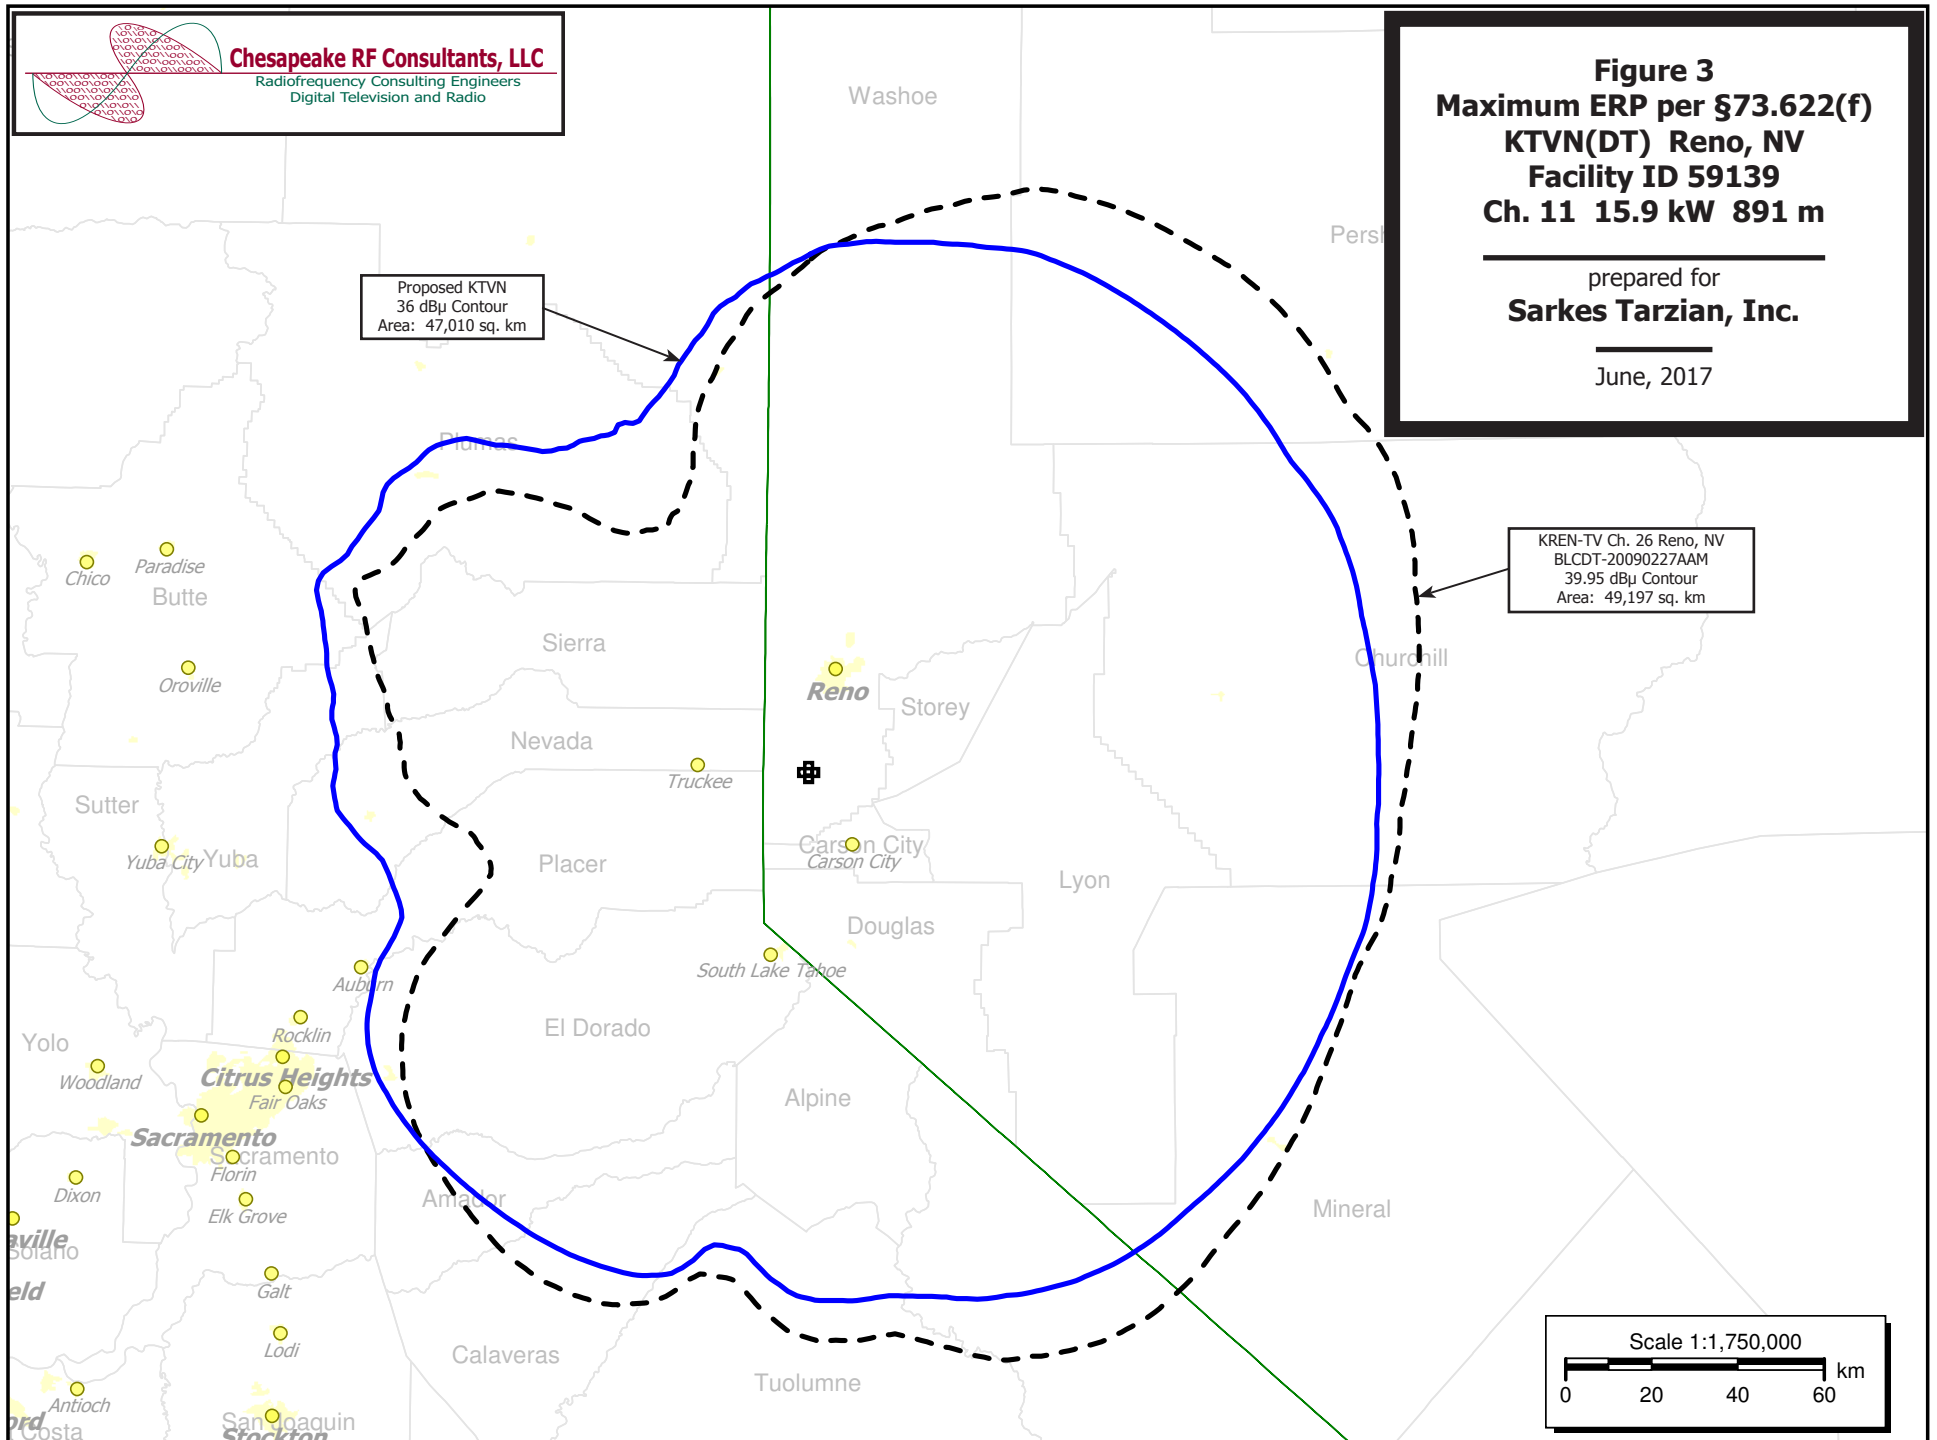 Chesapeake RF Consultants, LLC
Radiofrequency Consulting Engineers
Digital Television and Radio
Figure 3
Maximum ERP per §73.622(f)
KTVN(DT) Reno, NV
Facility ID 59139
Ch. 11 15.9 kW 891 m
prepared for
Sarkes Tarzian, Inc.
June, 2017
Washoe
Persh
Proposed KTVN
36 dBµ Contour
Area: 47,010 sq. km
Plumas
KREN-TV Ch. 26 Reno, NV
BLCDT-20090227AAM
39.95 dBµ Contour
Area: 49,197 sq. km
Chico
Paradise
Butte
Sierra
Churchill
Oroville
Reno
Storey
Nevada
Truckee
Sutter
Yuba City
Yuba
Placer
Carson City
Carson City
Lyon
Douglas
South Lake Tahoe
Auburn
El Dorado
Rocklin
Yolo
Woodland
Citrus Heights
Fair Oaks
Alpine
Sacramento
Sacramento
Florin
Dixon
Elk Grove
Amador
Mineral
aville
Solano
Galt
eld
Lodi
Calaveras
Tuolumne
Antioch
ord
Costa
San Joaquin
Stockton
Scale 1:1,750,000
km
0 20 40 60